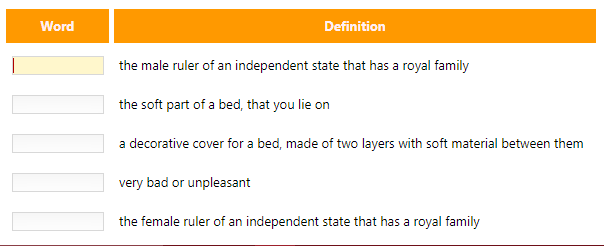 Word Definition
the male ruler of an independent state that has a royal family
the soft part of a bed, that you lie on
a decorative cover for a bed, made of two layers with soft material between them
very bad or unpleasant
the female ruler of an independent state that has a royal family